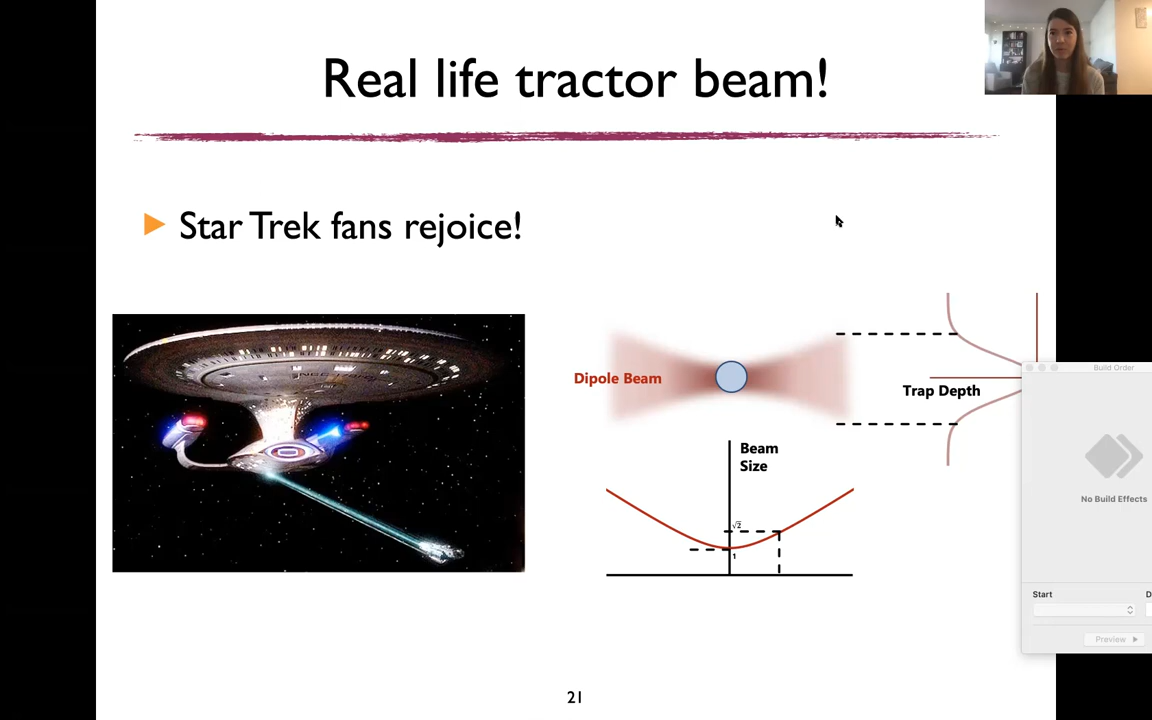 Real life tractor beam!
Star Trek fans rejoice!
Dipole Beam
Trap Depth
Beam
Size
√2
1
Build Order
No Build Effects
Start
D
Preview
21